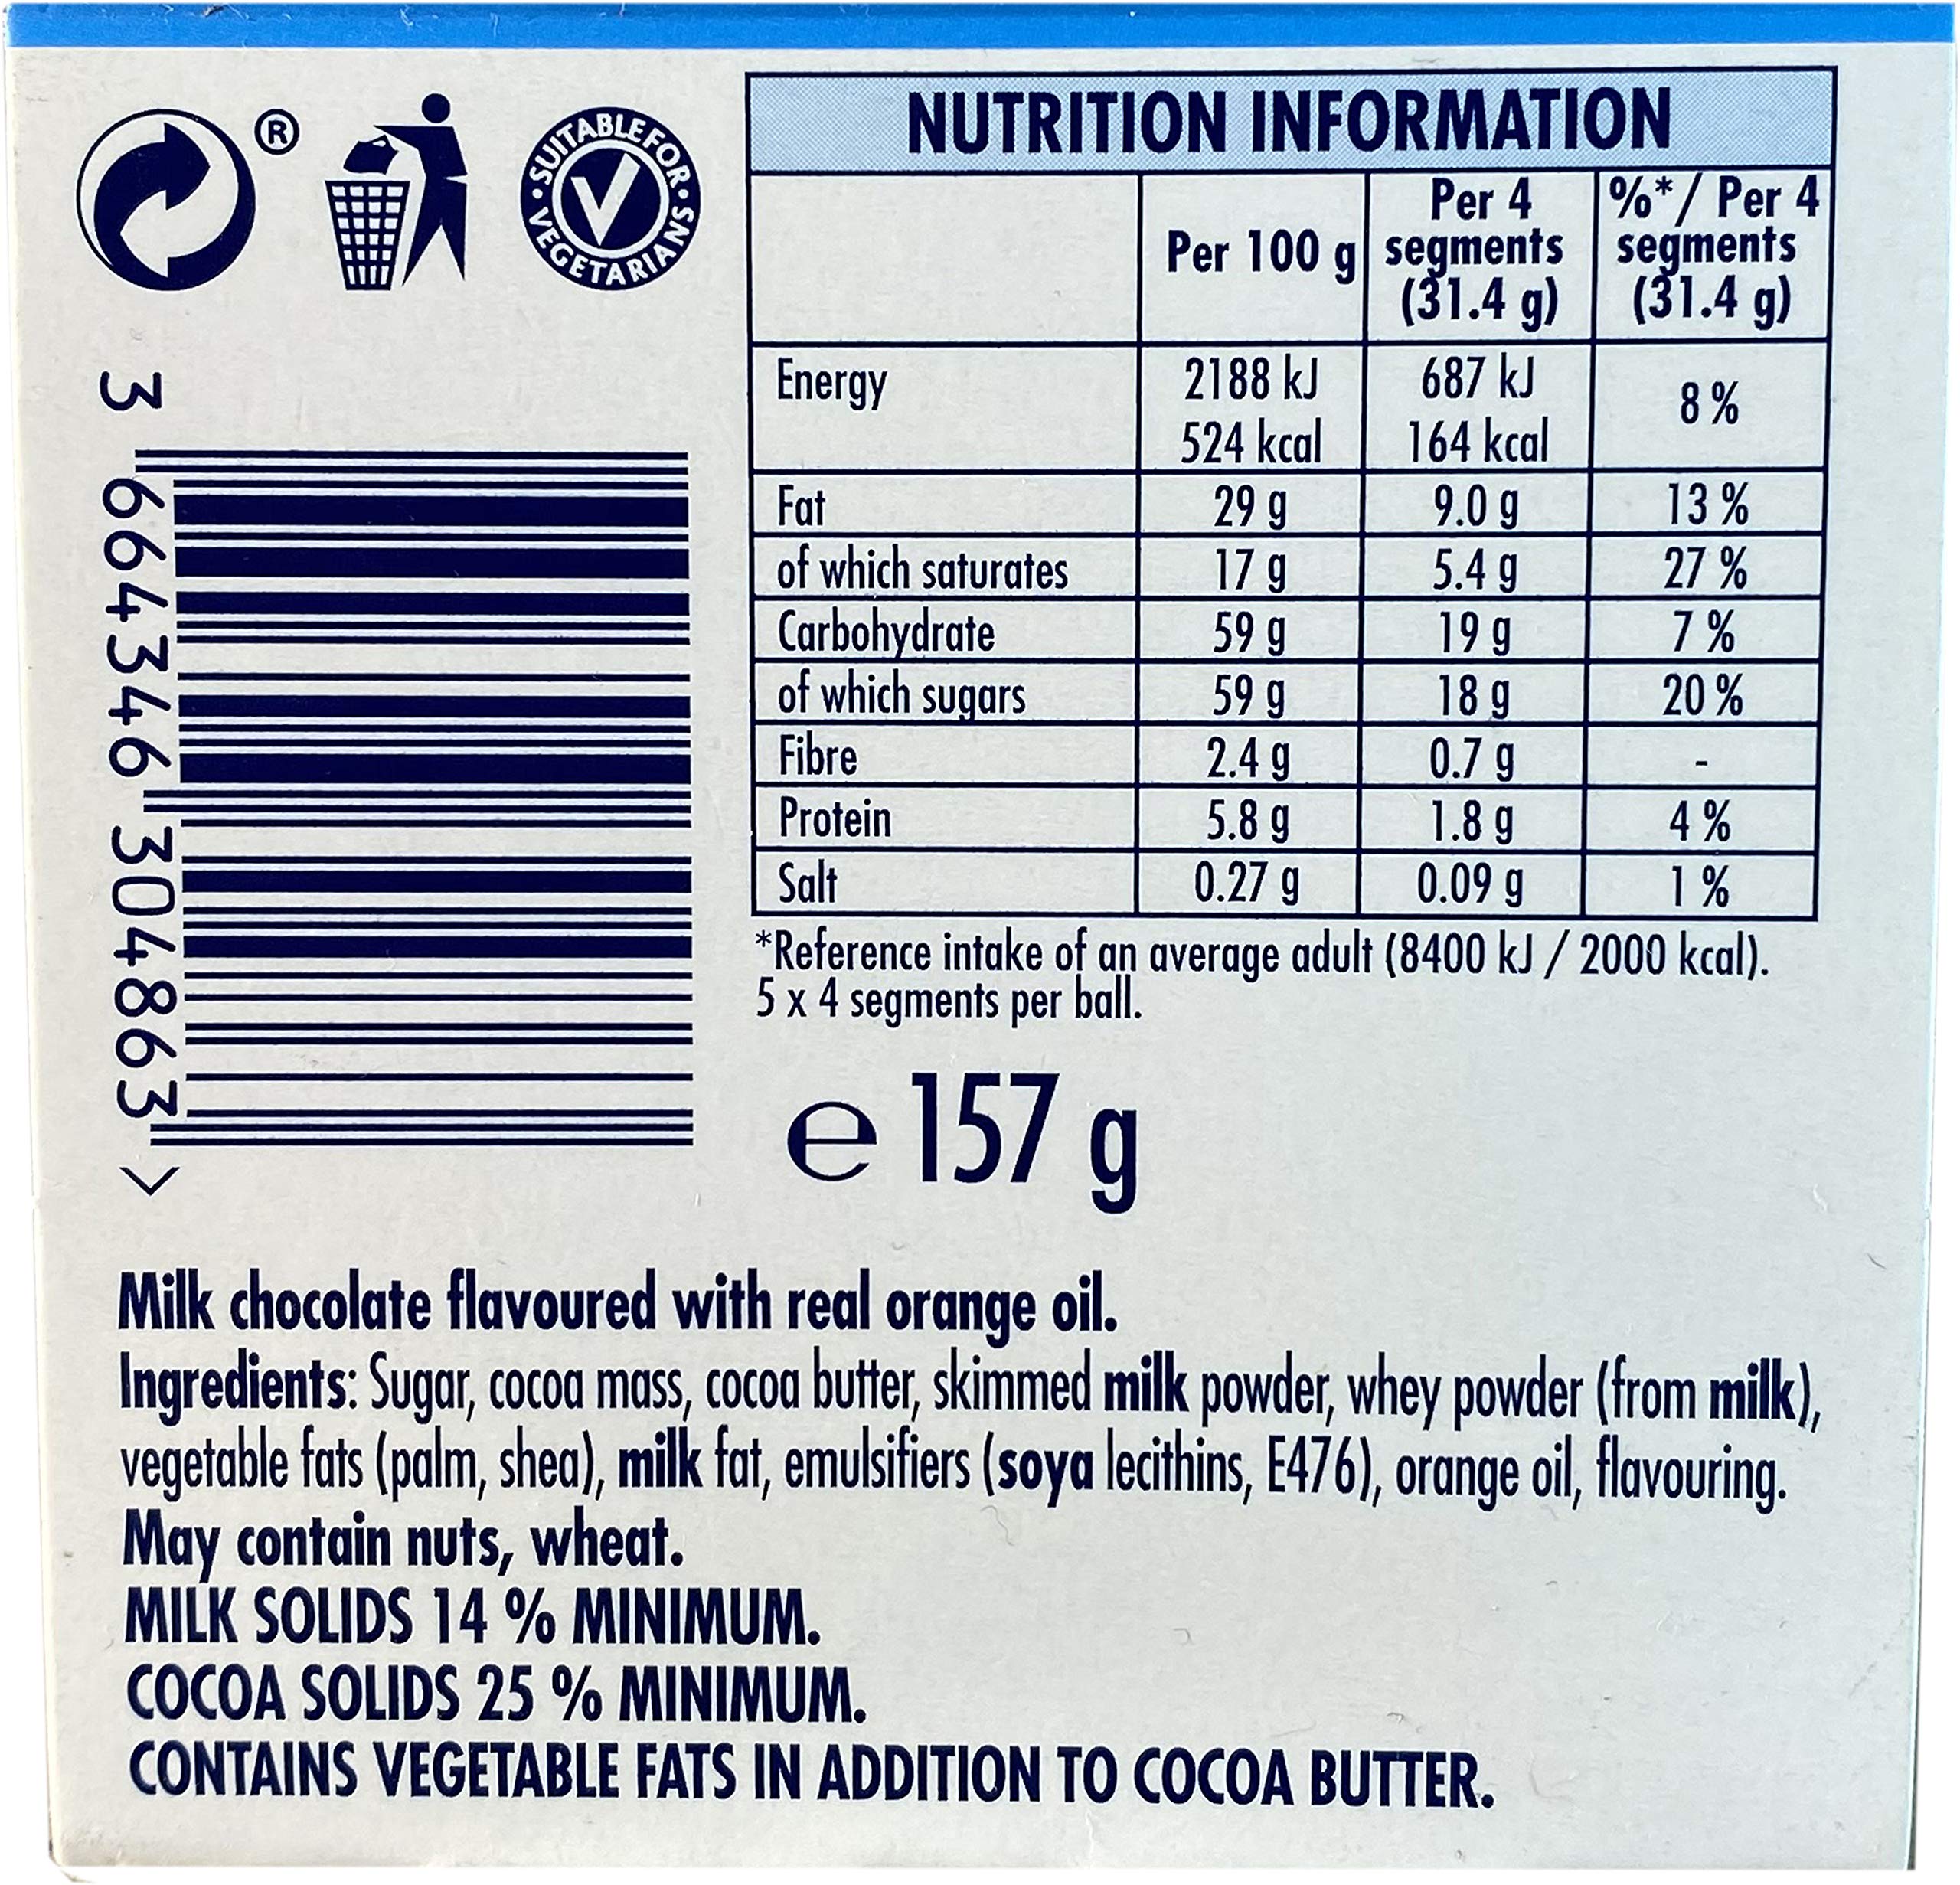 ®
SUITABLE FOR VEGETARIANS
V
3 664346 304863 >
NUTRITION INFORMATION
Per 100 g Per 4 segments (31.4 g) %*/ Per 4 segments (31.4 g)
Energy 2188 kJ 687 kJ 8 %
524 kcal 164 kcal
Fat 29 g 9.0 g 13 %
of which saturates 17 g 5.4 g 27 %
Carbohydrate 59 g 19 g 7 %
of which sugars 59 g 18 g 20 %
Fibre 2.4 g 0.7 g -
Protein 5.8 g 1.8 g 4 %
Salt 0.27 g 0.09 g 1 %
*Reference intake of an average adult (8400 kJ / 2000 kcal).
5 x 4 segments per ball.
e 157 g
Milk chocolate flavoured with real orange oil.
Ingredients: Sugar, cocoa mass, cocoa butter, skimmed milk powder, whey powder (from milk),
vegetable fats (palm, shea), milk fat, emulsifiers (soya lecithins, E476), orange oil, flavouring.
May contain nuts, wheat.
MILK SOLIDS 14 % MINIMUM.
COCOA SOLIDS 25 % MINIMUM.
CONTAINS VEGETABLE FATS IN ADDITION TO COCOA BUTTER.